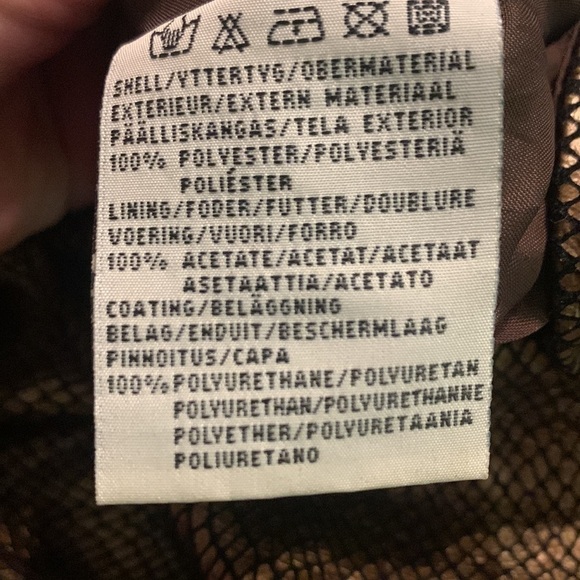 SHELL/YTTERTYG/OBERMATERIAL
EXTERIEUR/EXTERN MATERIAAL
PÄÄLLISKANGAS/TELA EXTERIOR
100% POLYESTER/POLYESTERIÄ
POLIÉSTER
LINING/FODER/FUTTER/DOUBLURE
VOERING/VUORI/FORRO
100% ACETATE/ACETAT/ACETAAT
ASETAATTIA/ACETATO
COATING/BELÄGGNING
BELAG/ENDUIT/BESCHERMLAAG
PINNOITUS/CAPA
100% POLYURETHANE/POLYURETAN
POLYURETHAN/POLYURETHANNE
POLYETHER/POLYURETAANIA
POLIURETANO